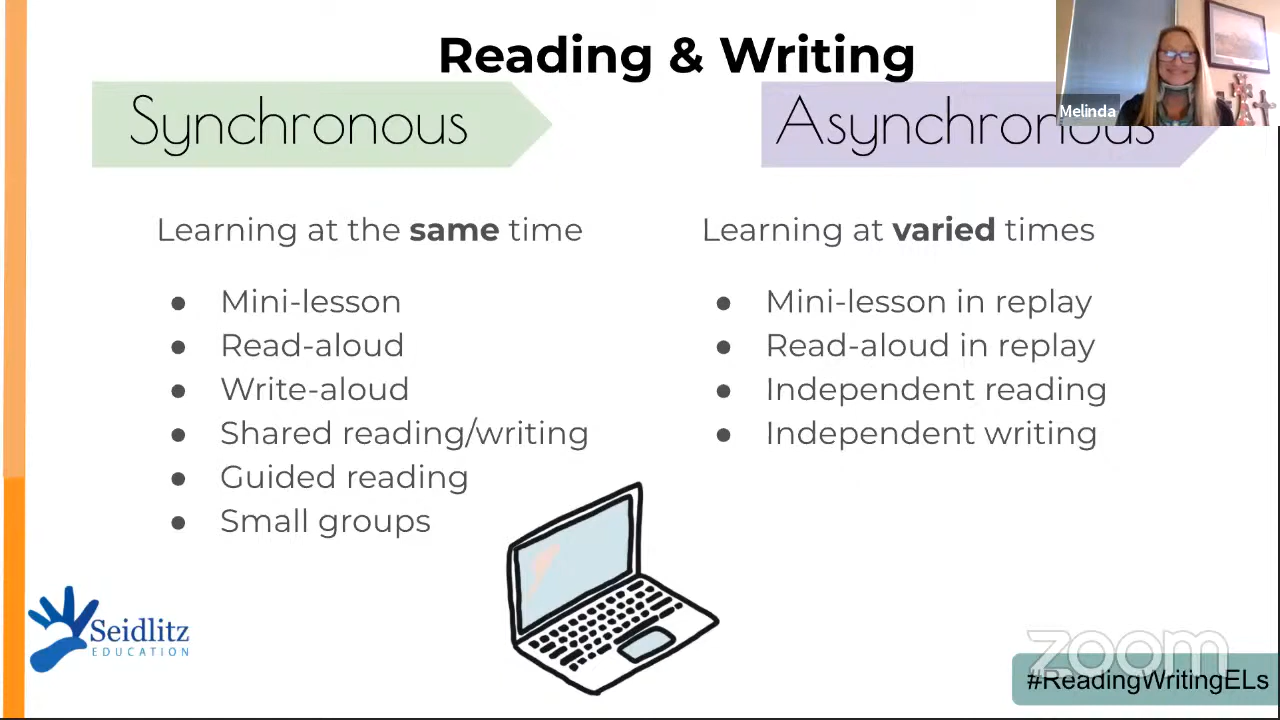 Reading & Writing
Melinda
Synchronous
Asynchronous
Learning at the same time
Learning at varied times
● Mini-lesson
● Read-aloud
● Write-aloud
● Shared reading/writing
● Guided reading
● Small groups
● Mini-lesson in replay
● Read-aloud in replay
● Independent reading
● Independent writing
Seidlitz
EDUCATION
zoom
#ReadingWritingELs